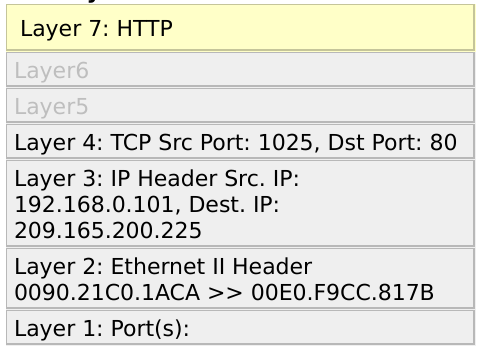 Layer 7: HTTP
Layer6
Layer5
Layer 4: TCP Src Port: 1025, Dst Port: 80
Layer 3: IP Header Src. IP:
192.168.0.101, Dest. IP:
209.165.200.225
Layer 2: Ethernet II Header
0090.21C0.1ACA >> 00E0.F9CC.817B
Layer 1: Port(s):